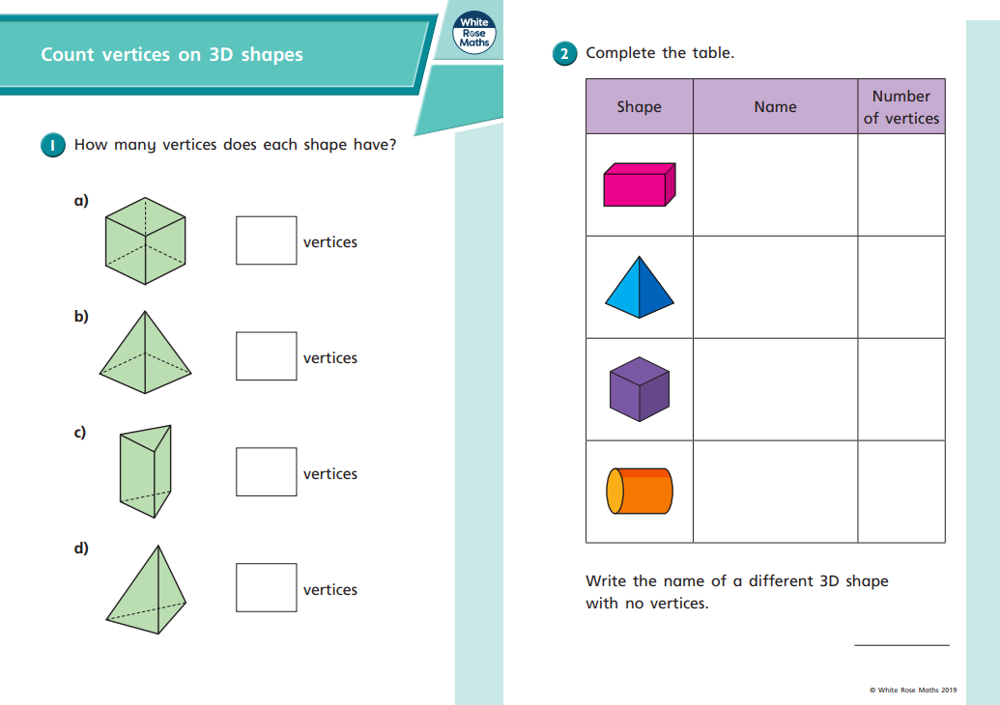 Count vertices on 3D shapes
White
Rose
Maths
1 How many vertices does each shape have?
a)
vertices
b)
vertices
c)
vertices
d)
vertices
2 Complete the table.
Shape Name Number
of vertices
Write the name of a different 3D shape
with no vertices.
© White Rose Maths 2019